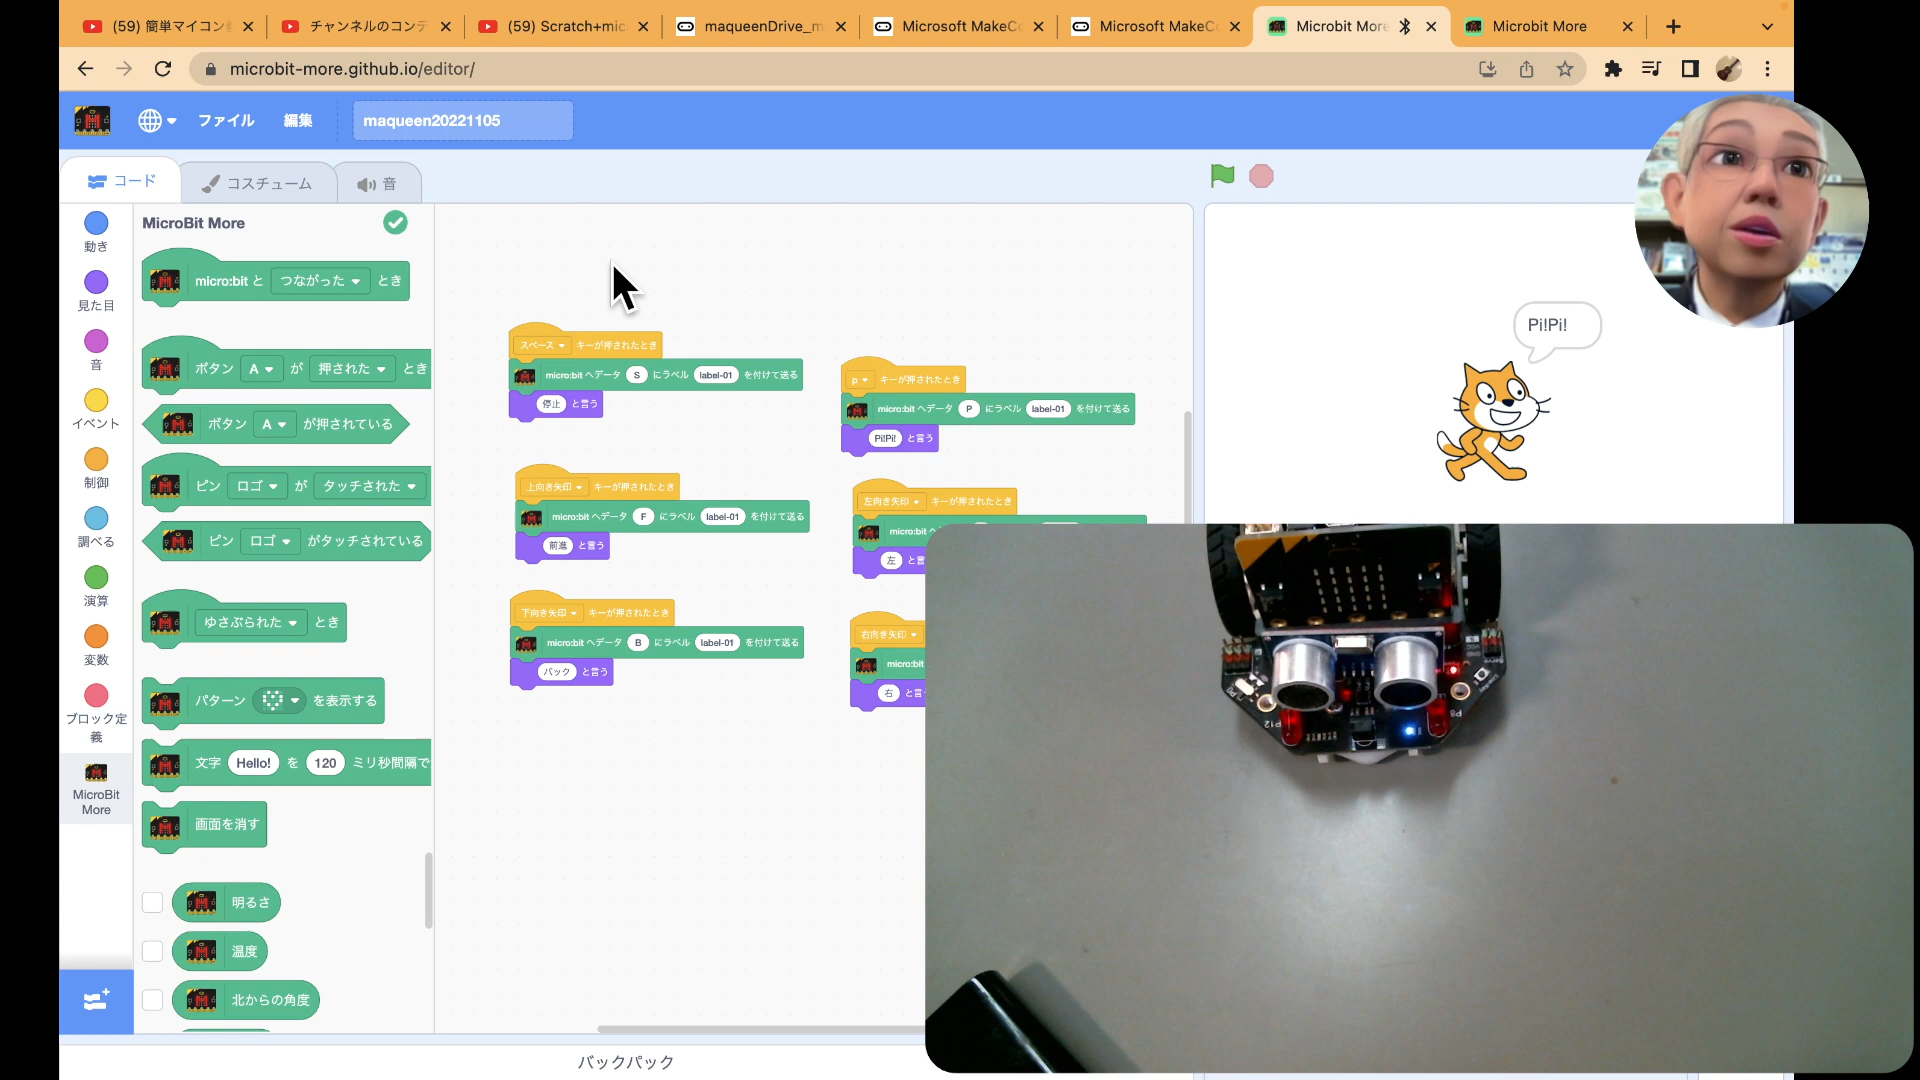 (59) 簡単マイコン
チャンネルのコンテ
(59) Scratch+mic
maqueenDrive_m
Microsoft MakeCo
Microsoft MakeCo
Microbit More
Microbit More
microbit-more.github.io/editor/
ファイル
編集
maqueen20221105
コード
コスチューム
音
動き
見た目
音
イベント
制御
調べる
演算
変数
ブロック定義
MicroBit More
MicroBit More
micro:bit と つながった とき
ボタン A が 押された とき
ボタン A が押されている
ピン ロゴ が タッチされた
ピン ロゴ がタッチされている
ゆさぶられた とき
パターン を表示する
文字 Hello! を 120 ミリ秒間隔で
画面を消す
明るさ
温度
北からの角度
スペース キーが押されたとき
micro:bit へデータ S にラベル label-01 を付けて送る
停止 と言う
p キーが押されたとき
micro:bit へデータ P にラベル label-01 を付けて送る
Pi!Pi! と言う
上向き矢印 キーが押されたとき
micro:bit へデータ F にラベル label-01 を付けて送る
前進 と言う
左向き矢印 キーが押されたとき
micro:bit へ
左 と言
下向き矢印 キーが押されたとき
micro:bit へデータ B にラベル label-01 を付けて送る
バック と言う
右向き矢印
micro:bit
右 と言
Pi!Pi!
P12
P8
バックパック